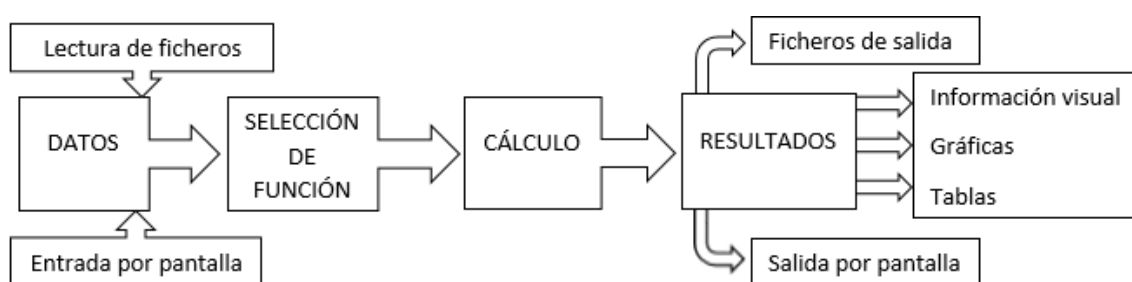 Lectura de ficheros
DATOS
Entrada por pantalla
SELECCIÓN
DE
FUNCIÓN
CÁLCULO
RESULTADOS
Ficheros de salida
Información visual
Gráficas
Tablas
Salida por pantalla